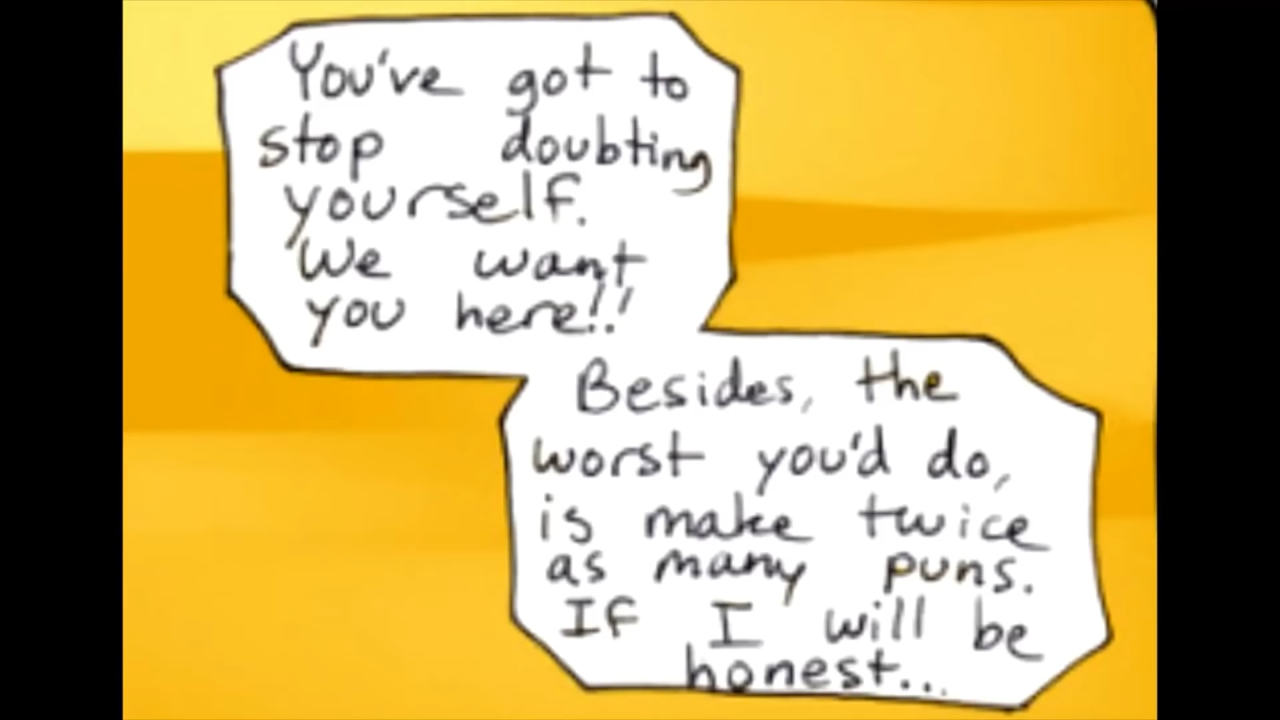 You've got to
stop doubting
yourself.
We want
you here!!
Besides, the
worst you'd do,
is make twice
as many puns.
If I will be
honest...